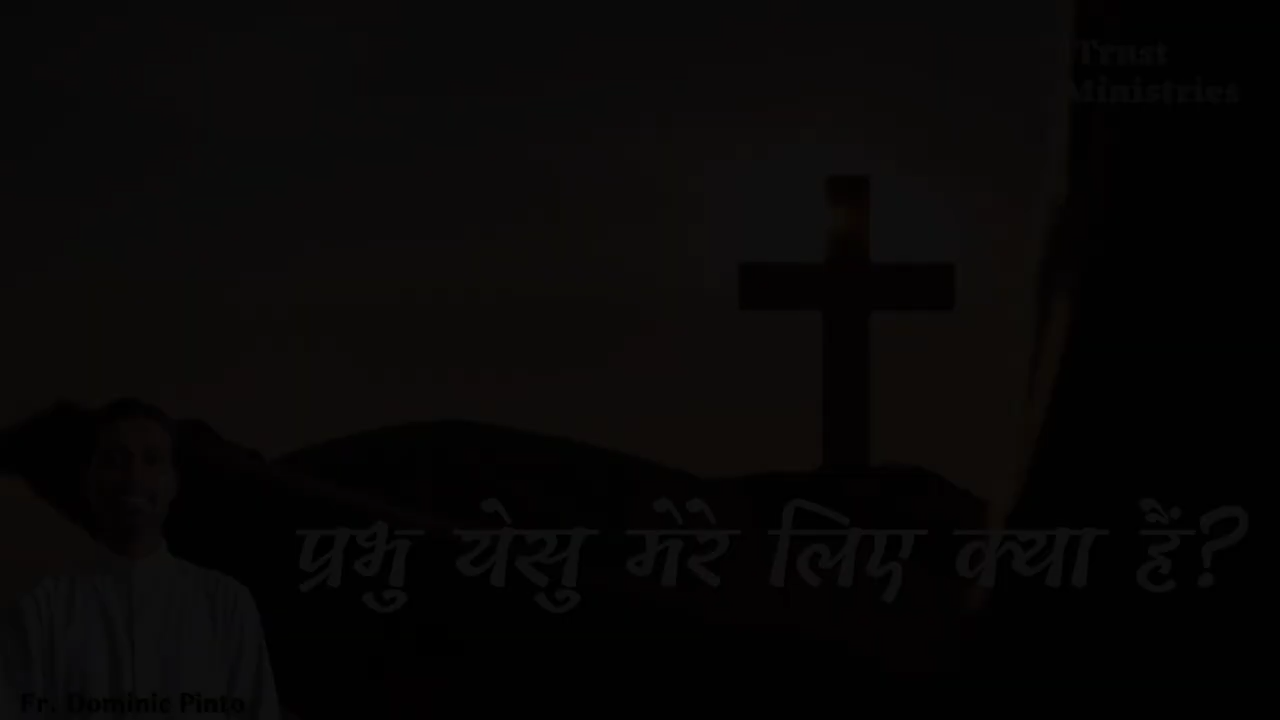 Trust
Ministries
प्रभु येसु मेरे लिए क्या हैं?
Fr. Dominic Pinto